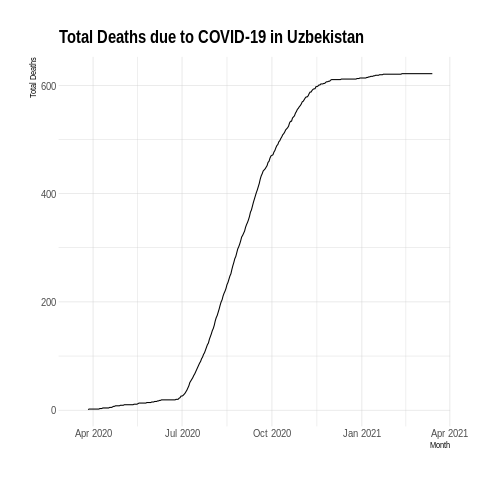 Total Deaths due to COVID-19 in Uzbekistan
Total Deaths
600
400
200
0
Apr 2020 Jul 2020 Oct 2020 Jan 2021 Apr 2021
Month